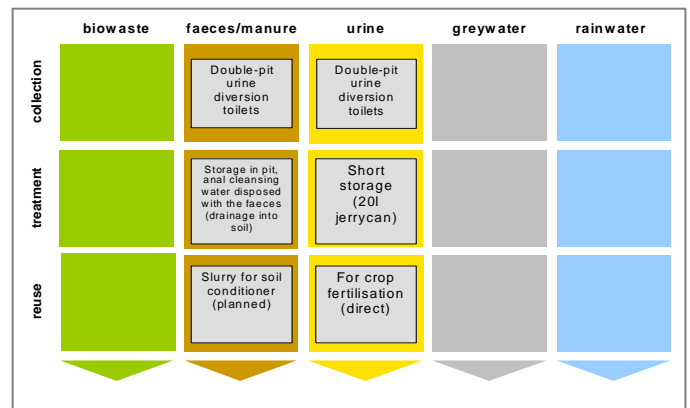 biowaste faeces/manure urine greywater rainwater
collection
Double-pit
urine
diversion
toilets
Double-pit
urine
diversion
toilets
treatment
Storage in pit,
anal cleansing
water disposed
with the faeces
(drainage into
soil)
Short
storage
(20l
jerrycan)
reuse
Slurry for soil
conditioner
(planned)
For crop
fertilisation
(direct)